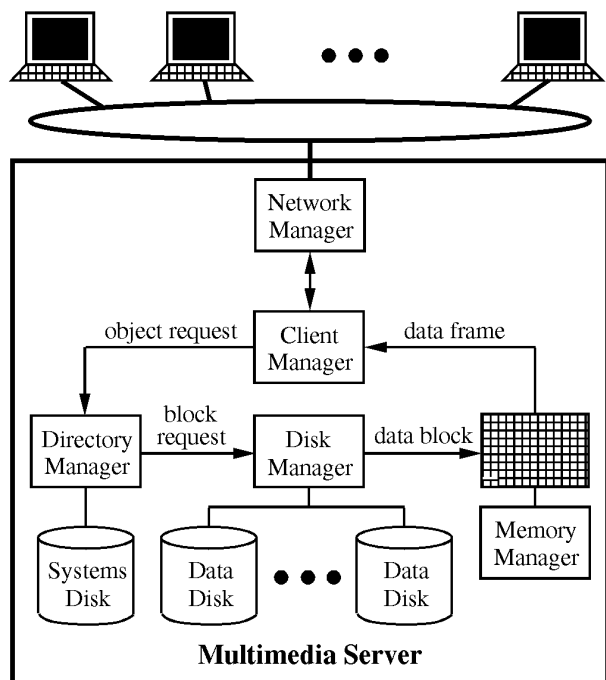 Network
Manager
object request
Client
Manager
data frame
Directory
Manager
block
request
Disk
Manager
data block
Systems
Disk
Data
Disk
Data
Disk
Memory
Manager
Multimedia Server